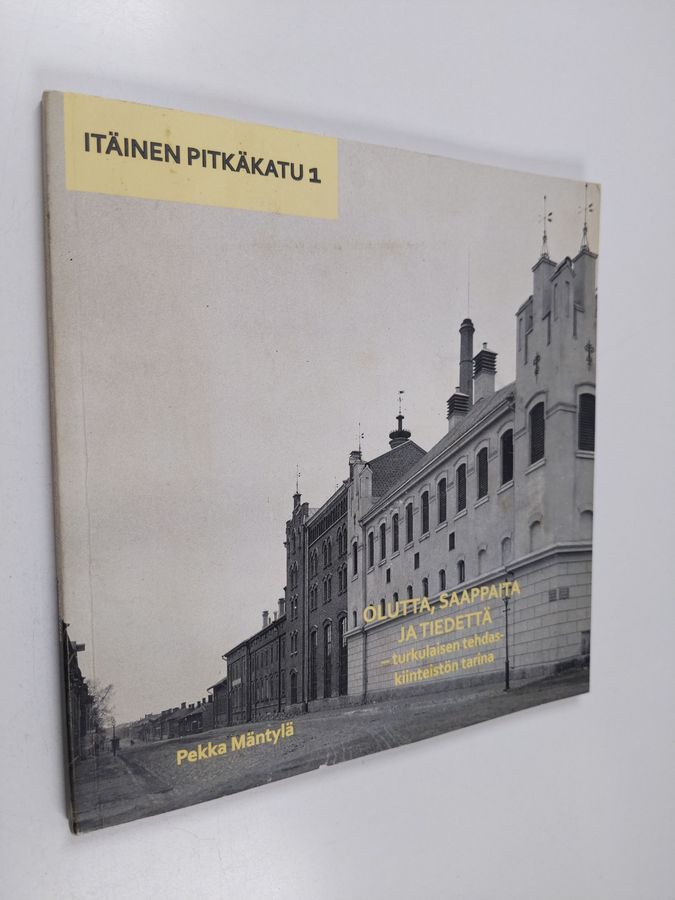 ITÄINEN PITKÄKATU 1
OLUTTA, SAAPPAITA
JA TIEDETTÄ
– turkulaisen tehdas-
kiinteistön tarina
Pekka Mäntylä